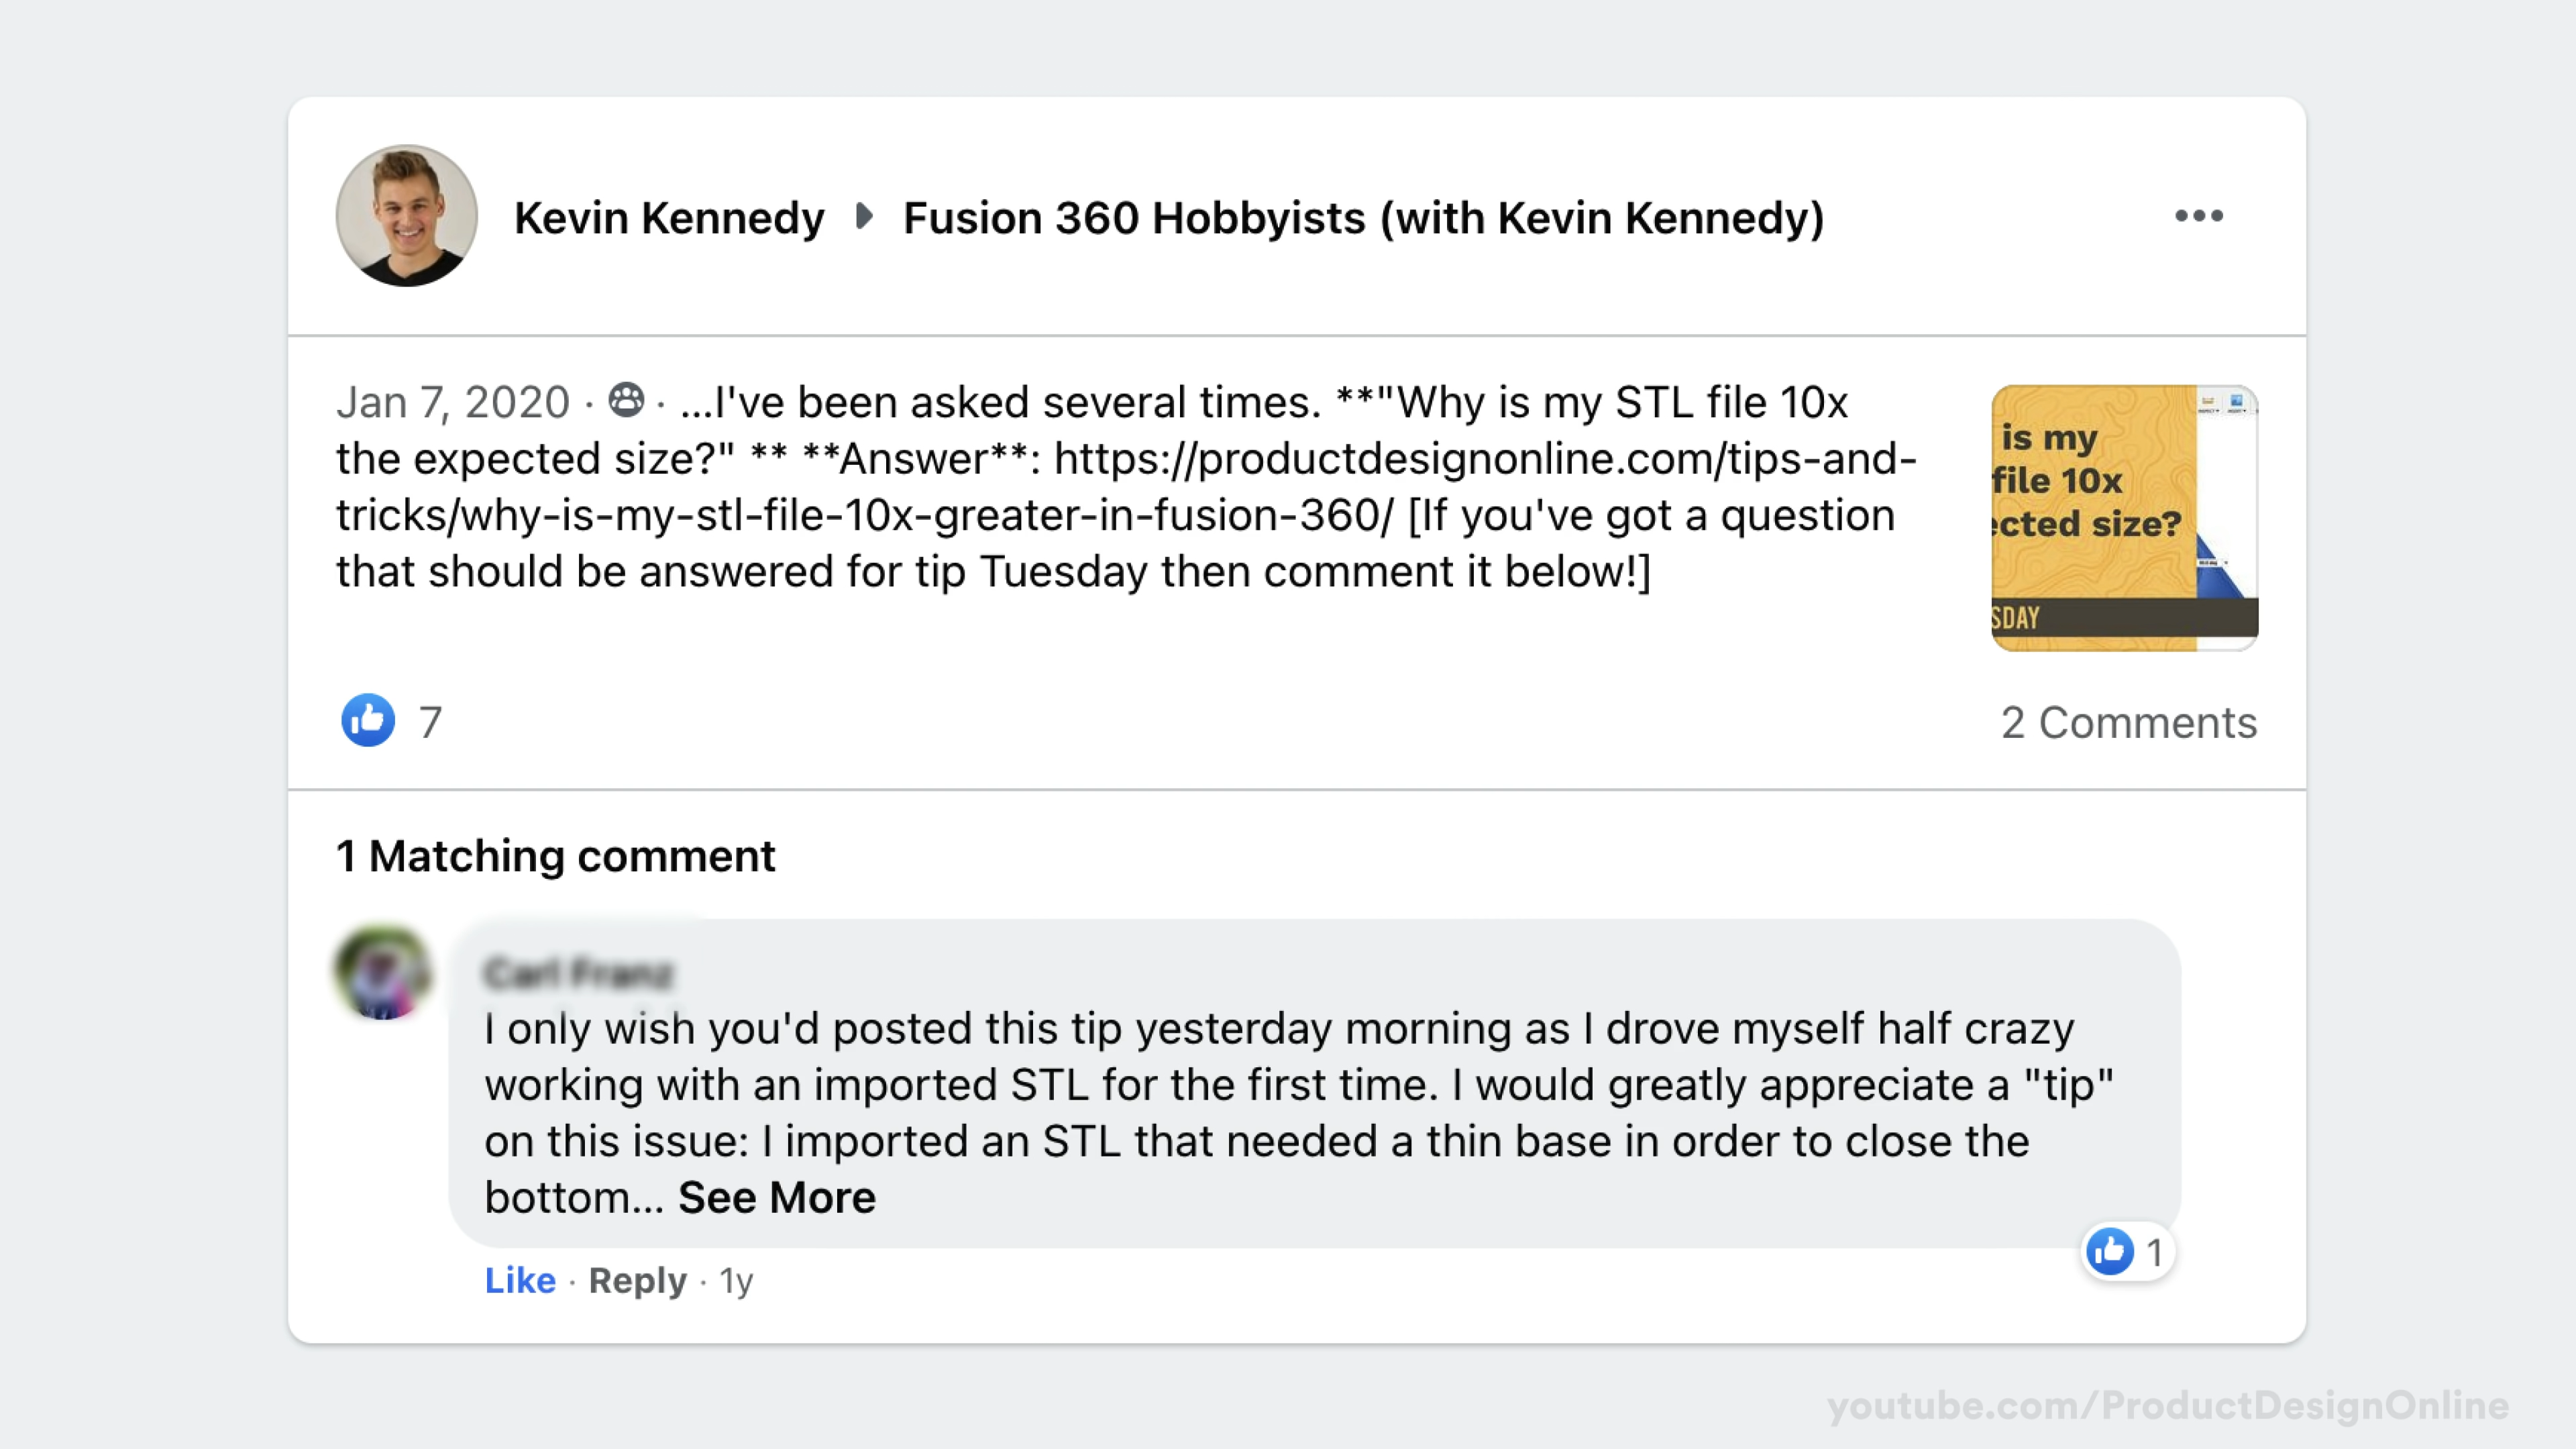 Kevin Kennedy ▶ Fusion 360 Hobbyists (with Kevin Kennedy)
Jan 7, 2020 · · ...I've been asked several times. **"Why is my STL file 10x
the expected size?" ** **Answer**: https://productdesignonline.com/tips-and-
tricks/why-is-my-stl-file-10x-greater-in-fusion-360/ [If you've got a question
that should be answered for tip Tuesday then comment it below!]
is my
file 10x
ected size?
SDAY
7
2 Comments
1 Matching comment
I only wish you'd posted this tip yesterday morning as I drove myself half crazy
working with an imported STL for the first time. I would greatly appreciate a "tip"
on this issue: I imported an STL that needed a thin base in order to close the
bottom... See More
1
Like · Reply · 1y
youtube.com/ProductDesignOnline